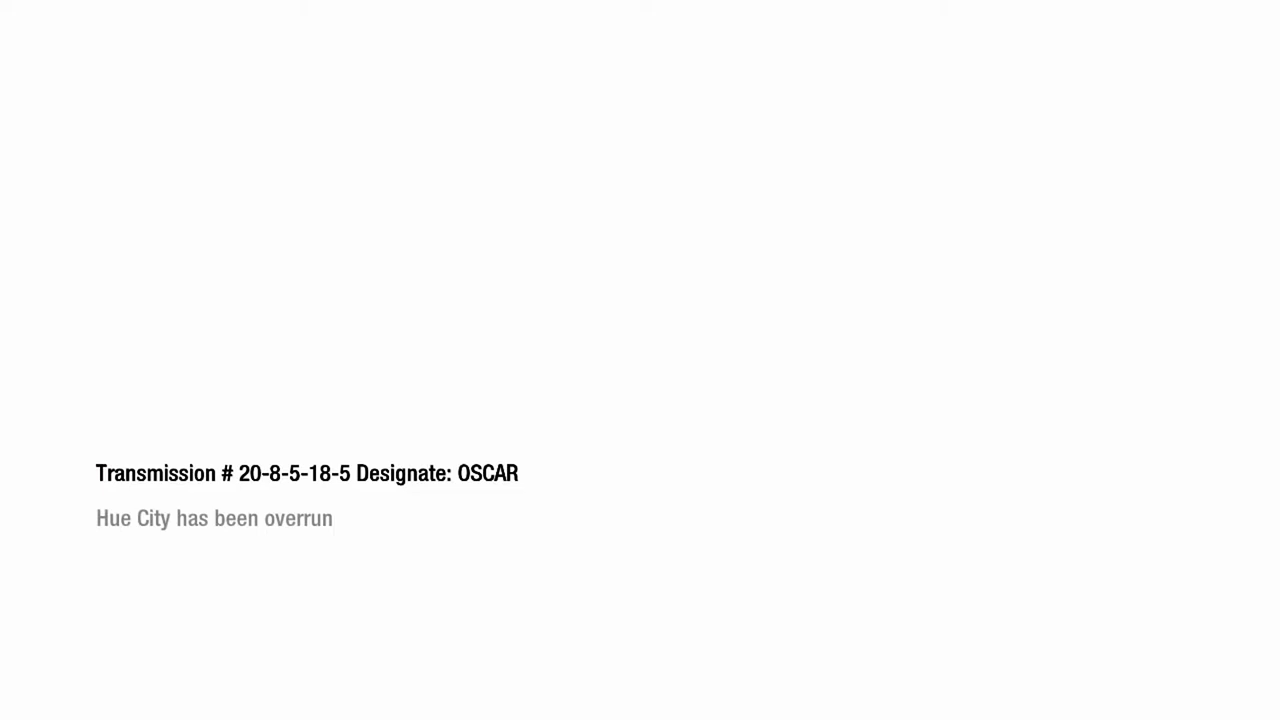 Transmission # 20-8-5-18-5 Designate: OSCAR
Hue City has been overrun